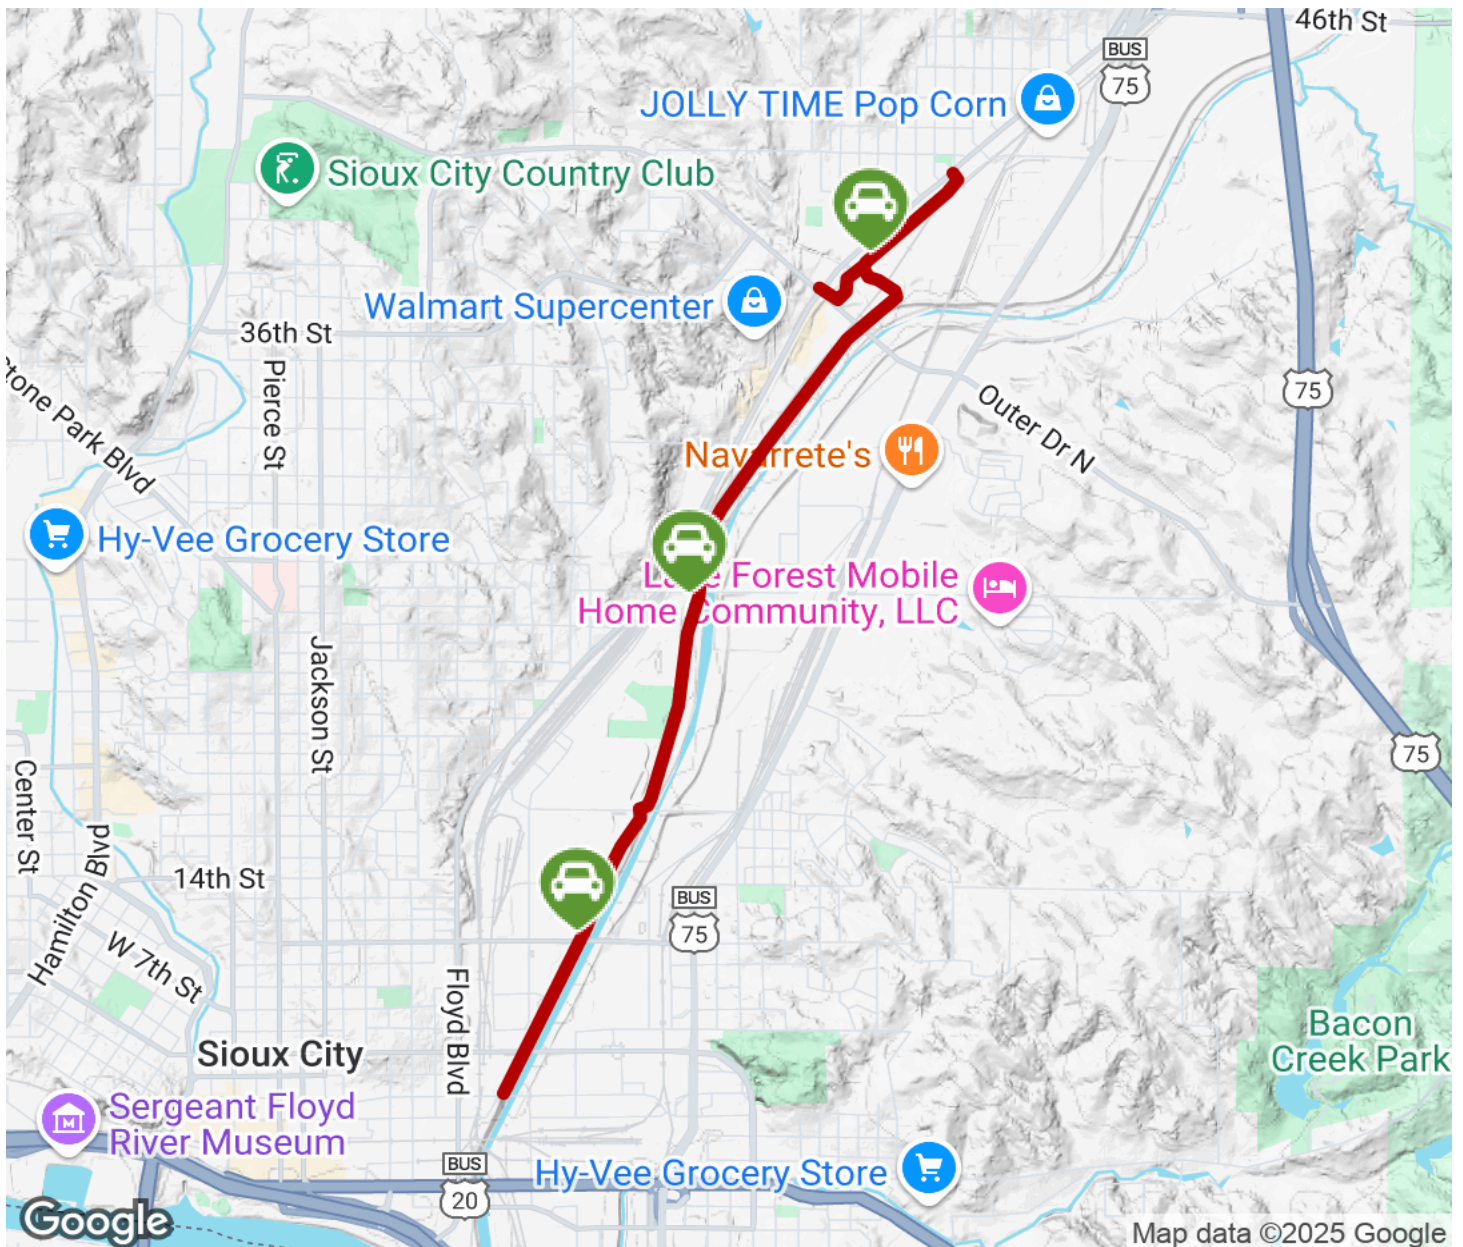 46th St
BUS
75
JOLLY TIME Pop Corn
Sioux City Country Club
Walmart Supercenter
36th St
Pierce St
tone Park Blvd
75
Outer Dr N
Navarrete's
Hy-Vee Grocery Store
Lake Forest Mobile
Home Community, LLC
Jackson St
75
Center St
Hamilton Blvd
14th St
BUS
75
W 7th St
Floyd Blvd
Sioux City
Bacon
Creek Park
Sergeant Floyd
River Museum
BUS
20
Hy-Vee Grocery Store
Google
Map data ©2025 Google